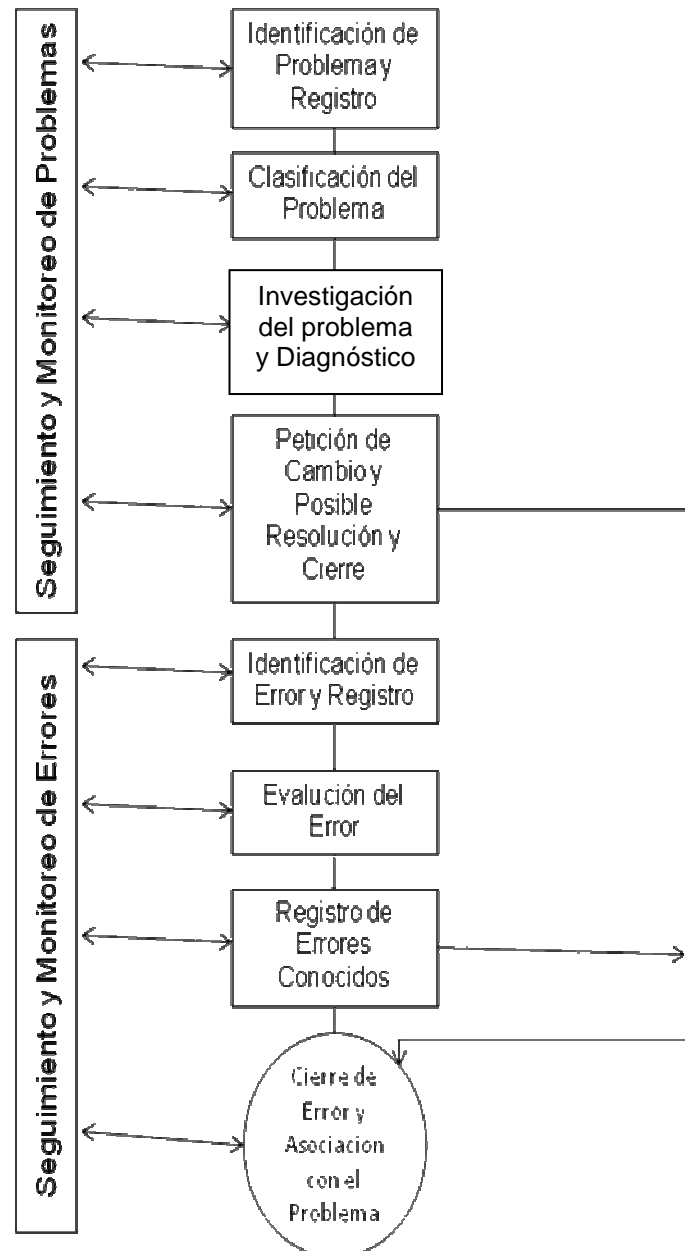 Seguimiento y Monitoreo de Problemas
Identificación de
Problema y
Registro
Clasificación del
Problema
Investigación
del problema
y Diagnóstico
Petición de
Cambio y
Posible
Resolución y
Cierre
Seguimiento y Monitoreo de Errores
Identificación de
Error y Registro
Evalución del
Error
Registro de
Errores
Conocidos
Cierre de
Error y
Asociacion
con el
Problema